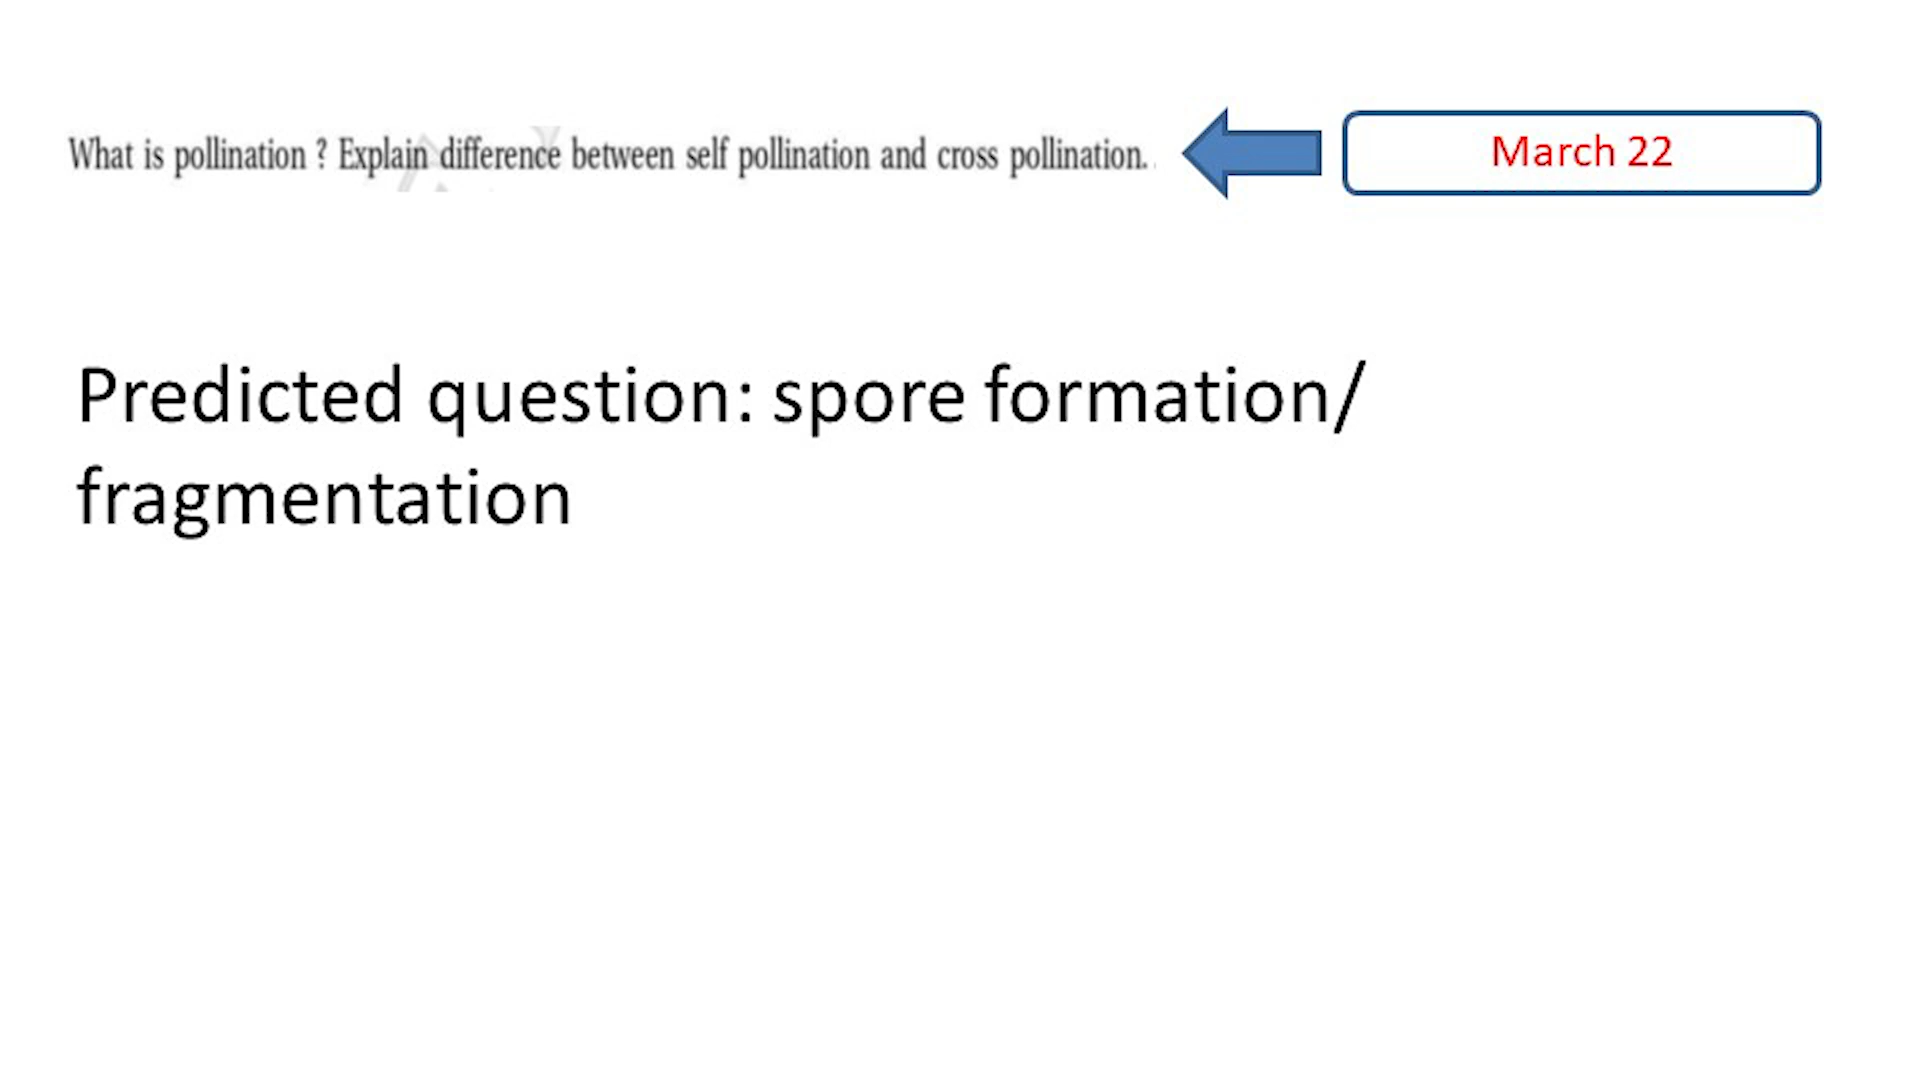 What is pollination ? Explain difference between self pollination and cross pollination.
March 22
Predicted question: spore formation/
fragmentation